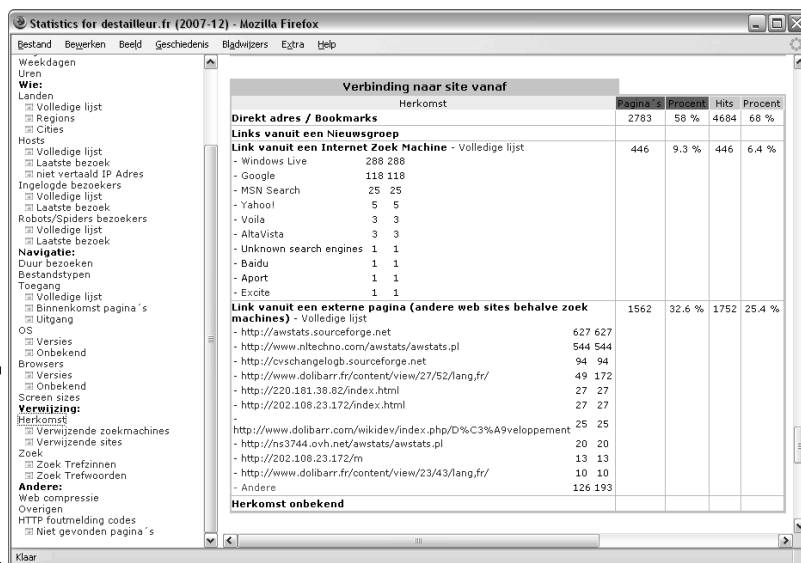 Statistics for destailleur.fr (2007-12) - Mozilla Firefox
Bestand Bewerken Beeld Geschiedenis Bladwijzers Extra Help
Weekdagen
Uren
Wie:
Landen
Volledige lijst
Regions
Cities
Hosts
Volledige lijst
Laatste bezoek
niet vertaald IP Adres
Ingelogde bezoekers
Volledige lijst
Laatste bezoek
Robots/Spiders bezoekers
Volledige lijst
Laatste bezoek
Navigatie:
Duur bezoeken
Bestandstypen
Toegang
Volledige lijst
Binnenkomst pagina´s
Uitgang
OS
Versies
Onbekend
Browsers
Versies
Onbekend
Screen sizes
Verwijzing:
Herkomst
Verwijzende zoekmachines
Verwijzende sites
Zoek
Zoek Trefzinnen
Zoek Trefwoorden
Andere:
Web compressie
Overigen
HTTP foutmelding codes
Niet gevonden pagina´s
Verbinding naar site vanaf
Herkomst Pagina´s Procent Hits Procent
Direkt adres / Bookmarks 2783 58 % 4684 68 %
Links vanuit een Nieuwsgroep
Link vanuit een Internet Zoek Machine - Volledige lijst 446 9.3 % 446 6.4 %
- Windows Live 288 288
- Google 118 118
- MSN Search 25 25
- Yahoo! 5 5
- Voila 3 3
- AltaVista 3 3
- Unknown search engines 1 1
- Baidu 1 1
- Aport 1 1
- Excite 1 1
Link vanuit een externe pagina (andere web sites behalve zoek 1562 32.6 % 1752 25.4 %
machines) - Volledige lijst
- http://awstats.sourceforge.net 627 627
- http://www.nltechno.com/awstats/awstats.pl 544 544
- http://cvschangelogb.sourceforge.net 94 94
- http://www.dolibarr.fr/content/view/27/52/lang,fr/ 49 172
- http://220.181.38.82/index.html 27 27
- http://202.108.23.172/index.html 27 27
-
http://www.dolibarr.com/wikidev/index.php/D%C3%A9veloppement 25 25
- http://ns3744.ovh.net/awstats/awstats.pl 20 20
- http://202.108.23.172/m 13 13
- http://www.dolibarr.fr/content/view/23/43/lang,fr/ 10 10
- Andere 126 193
Herkomst onbekend
Klaar